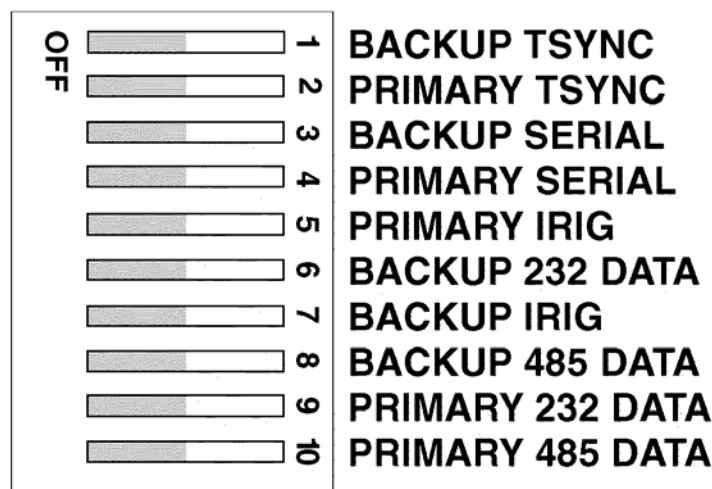 OFF
1 BACKUP TSYNC
2 PRIMARY TSYNC
3 BACKUP SERIAL
4 PRIMARY SERIAL
5 PRIMARY IRIG
6 BACKUP 232 DATA
7 BACKUP IRIG
8 BACKUP 485 DATA
9 PRIMARY 232 DATA
10 PRIMARY 485 DATA